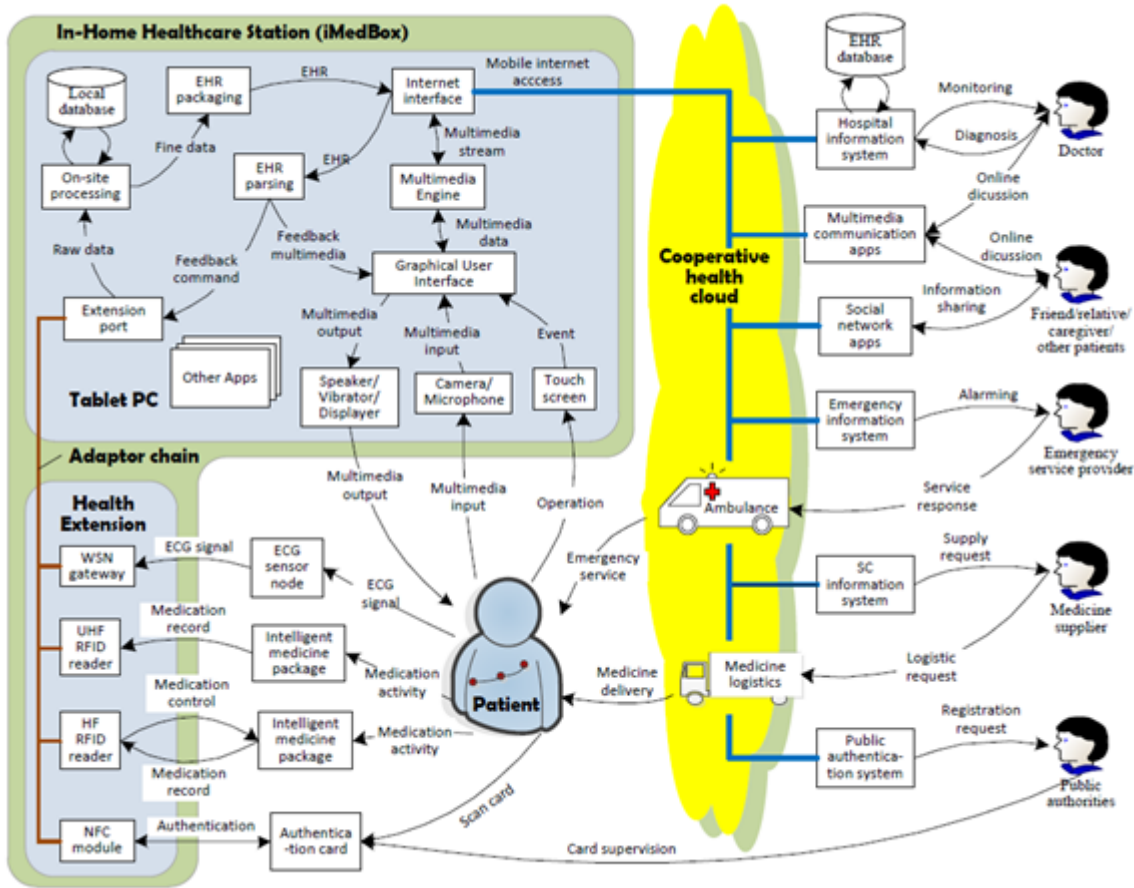 In-Home Healthcare Station (iMedBox)
Local
database
EHR
packaging
EHR
Internet
interface
Mobile internet
acccess
Fine data
EHR
EHR
parsing
Multimedia
stream
On-site
processing
Multimedia
Engine
Raw data
Feedback
command
Feedback
multimedia
Multimedia
data
Graphical User
Interface
Extension
port
Multimedia
output
Multimedia
input
Event
Other Apps
Speaker/
Vibrator/
Displayer
Camera/
Microphone
Touch
screen
Tablet PC
Adaptor chain
Multimedia
output
Multimedia
input
Operation
Health
Extension
WSN
gateway
ECG signal
ECG
sensor
node
ECG
signal
Emergency
service
UHF
RFID
reader
Medication
record
Intelligent
medicine
package
Medication
activity
Patient
Medicine
delivery
HF
RFID
reader
Medication
control
Intelligent
medicine
package
Medication
activity
Medication
record
NFC
module
Authentication
Authentica
-tion card
Scan card
Card supervision
Cooperative
health
cloud
Ambulance
Medicine
logistics
EHR
database
Hospital
information
system
Monitoring
Diagnosis
Doctor
Online
dicussion
Multimedia
communication
apps
Online
dicussion
Information
sharing
Social
network
apps
Friend/relative/
caregiver/
other patients
Emergency
information
system
Alarming
Emergency
service provider
Service
response
Supply
request
SC
information
system
Medicine
supplier
Logistic
request
Registration
request
Public
authentica-
tion system
Public
authorities